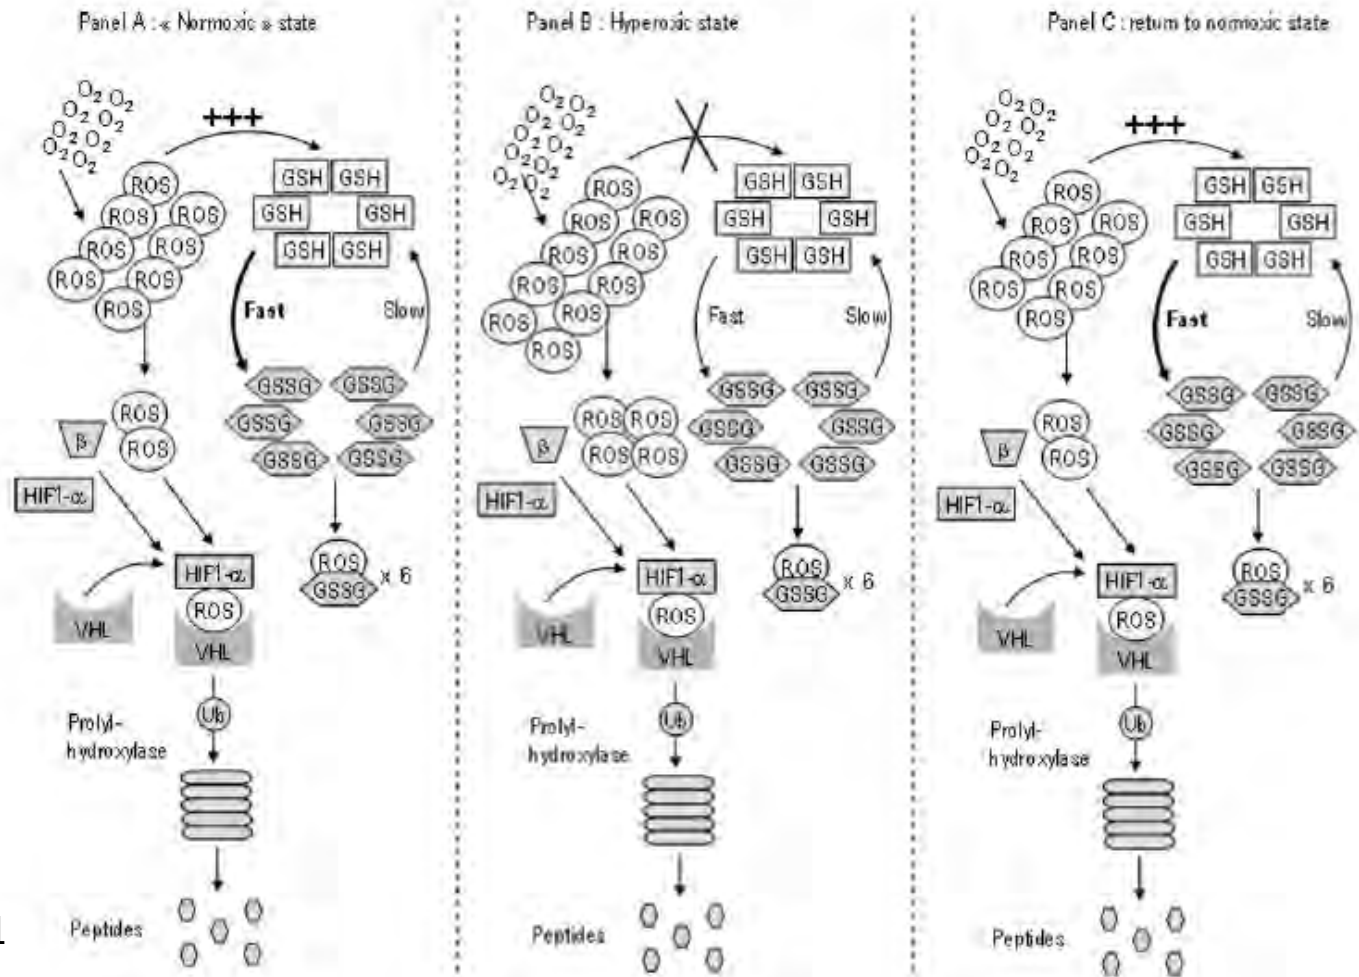 Panel A : « Normoxic » state
O2 O2
O2 O2
O2 O2
O2 O2
+++
ROS
ROS ROS
ROS ROS
ROS ROS
ROS
GSH GSH
GSH GSH
GSH GSH
Fast
Slow
GSSG GSSG
GSSG GSSG
GSSG GSSG
ROS
ROS
β
HIF1-α
HIF1-α
ROS
VHL
VHL
ROS
GSSG x 6
Ub
Prolyl-
hydroxylase
Peptides
Panel B : Hyperoxic state
O2 O2
O2 O2
O2 O2
O2 O2
O2 O2
ROS
ROS ROS
ROS ROS
ROS ROS
ROS ROS
ROS
GSH GSH
GSH GSH
GSH GSH
Fast
Slow
GSSG GSSG
GSSG GSSG
GSSG GSSG
ROS ROS
ROS ROS
β
HIF1-α
HIF1-α
ROS
VHL
VHL
ROS
GSSG x 6
Ub
Prolyl-
hydroxylase
Peptides
Panel C : return to normoxic state
O2 O2
O2 O2
O2 O2
O2 O2
+++
ROS
ROS ROS
ROS ROS
ROS ROS
ROS
GSH GSH
GSH GSH
GSH GSH
Fast
Slow
GSSG GSSG
GSSG GSSG
GSSG GSSG
ROS
ROS
β
HIF1-α
HIF1-α
ROS
VHL
VHL
ROS
GSSG x 6
Ub
Prolyl-
hydroxylase
Peptides